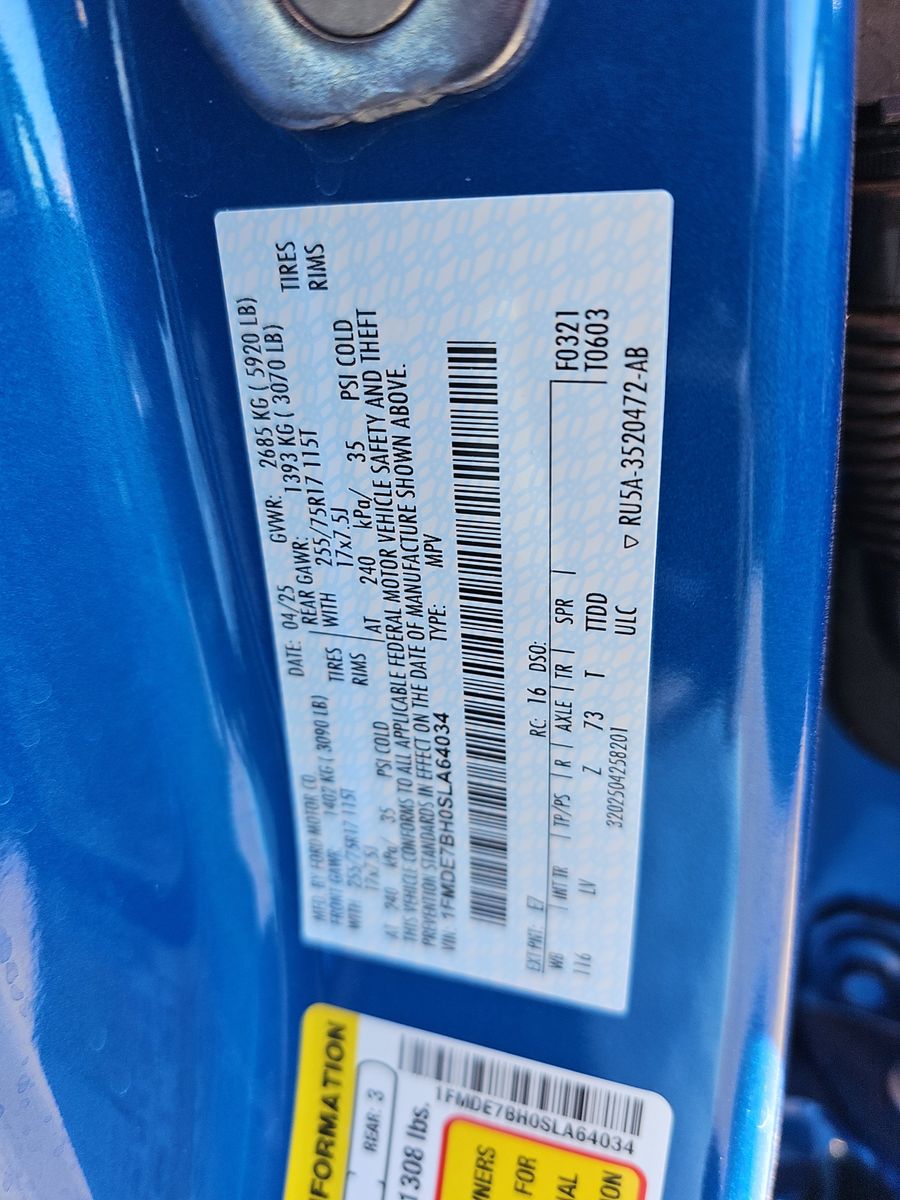 MFD. BY FORD MOTOR CO. DATE: 04/25 GVWR: 2685 KG ( 5920 LB)
FRONT GAWR: 1402 KG ( 3090 LB) REAR GAWR: 1393 KG ( 3070 LB)
WITH 255/75R17 115T TIRES WITH 255/75R17 115T TIRES
17x7.5J RIMS 17x7.5J RIMS
AT 240 kPa/ 35 PSI COLD AT 240 kPa/ 35 PSI COLD
THIS VEHICLE CONFORMS TO ALL APPLICABLE FEDERAL MOTOR VEHICLE SAFETY AND THEFT
PREVENTION STANDARDS IN EFFECT ON THE DATE OF MANUFACTURE SHOWN ABOVE.
VIN: 1FMDE7BH0SLA64034 TYPE: MPV
EXT PNT: E7 RC: 16 DSO:
WB INT TR TP/PS R AXLE TR SPR F0321
116 LV Z 73 T TIDD T0603
ULC
3202504258201 ▽ RU5A-3520472-AB
FORMATION
REAR: 3
1308 lbs.
1FMDE7BH0SLA64034
NERS
FOR
AL
ON